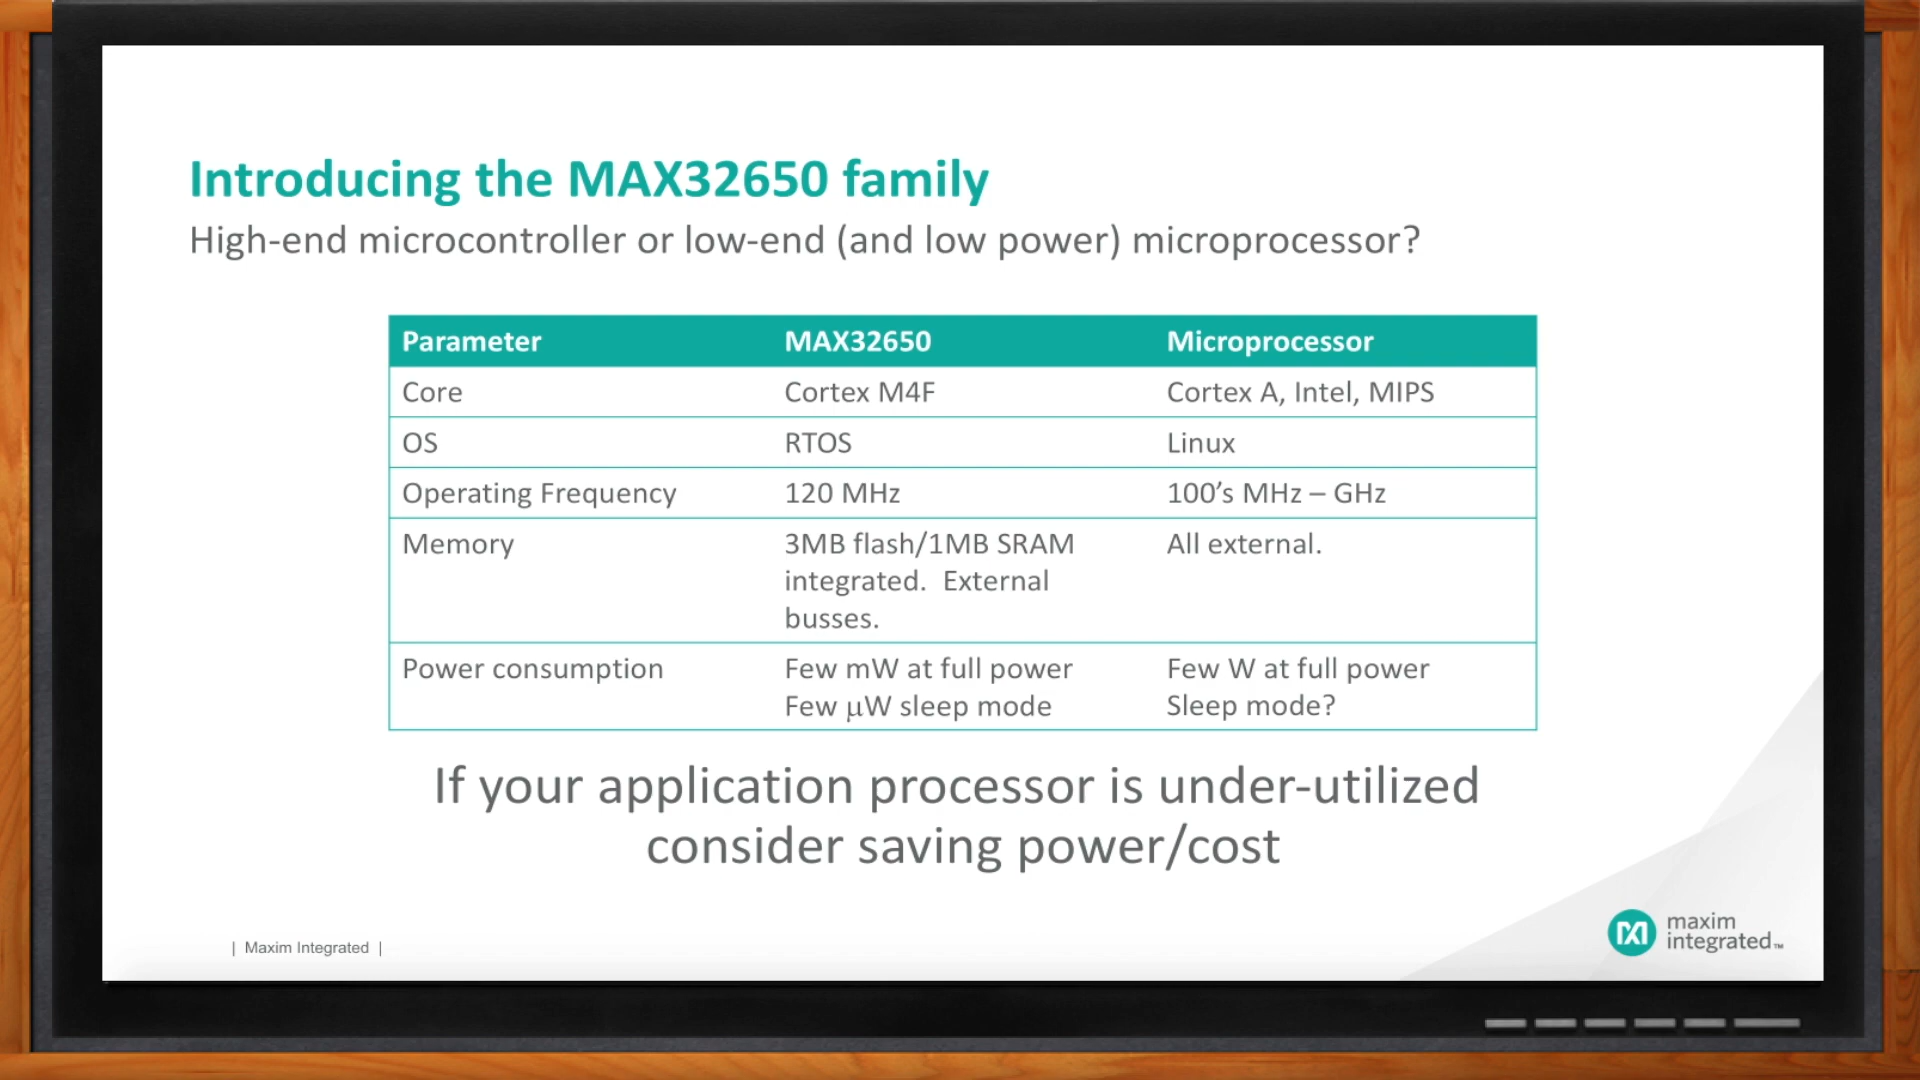 Introducing the MAX32650 family
High-end microcontroller or low-end (and low power) microprocessor?
Parameter MAX32650 Microprocessor
Core Cortex M4F Cortex A, Intel, MIPS
OS RTOS Linux
Operating Frequency 120 MHz 100’s MHz – GHz
Memory 3MB flash/1MB SRAM All external.
integrated.  External
busses.
Power consumption Few mW at full power Few W at full power
Few µW sleep mode Sleep mode?
If your application processor is under-utilized
consider saving power/cost
| Maxim Integrated |
maxim
integrated™